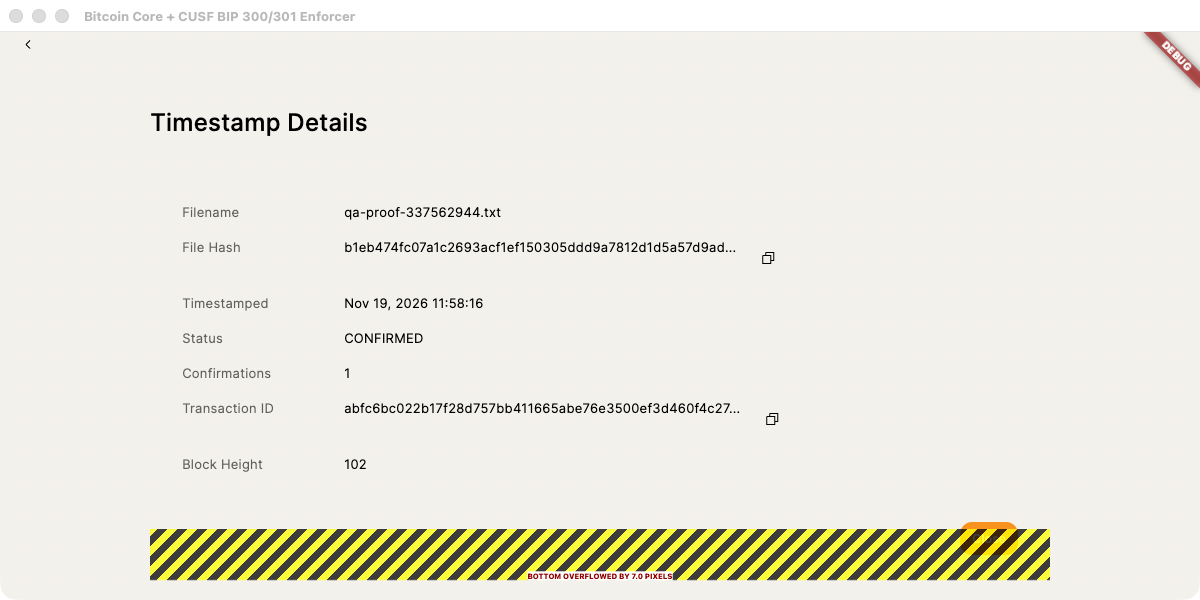 Bitcoin Core + CUSF BIP 300/301 Enforcer
DEBUG
Timestamp Details
Filename qa-proof-337562944.txt
File Hash b1eb474fc07a1c2693acf1ef150305ddd9a7812d1d5a57d9ad...
Timestamped Nov 19, 2026 11:58:16
Status CONFIRMED
Confirmations 1
Transaction ID abfc6bc022b17f28d757bb411665abe76e3500ef3d460f4c27...
Block Height 102
BOTTOM OVERFLOWED BY 7.0 PIXELS